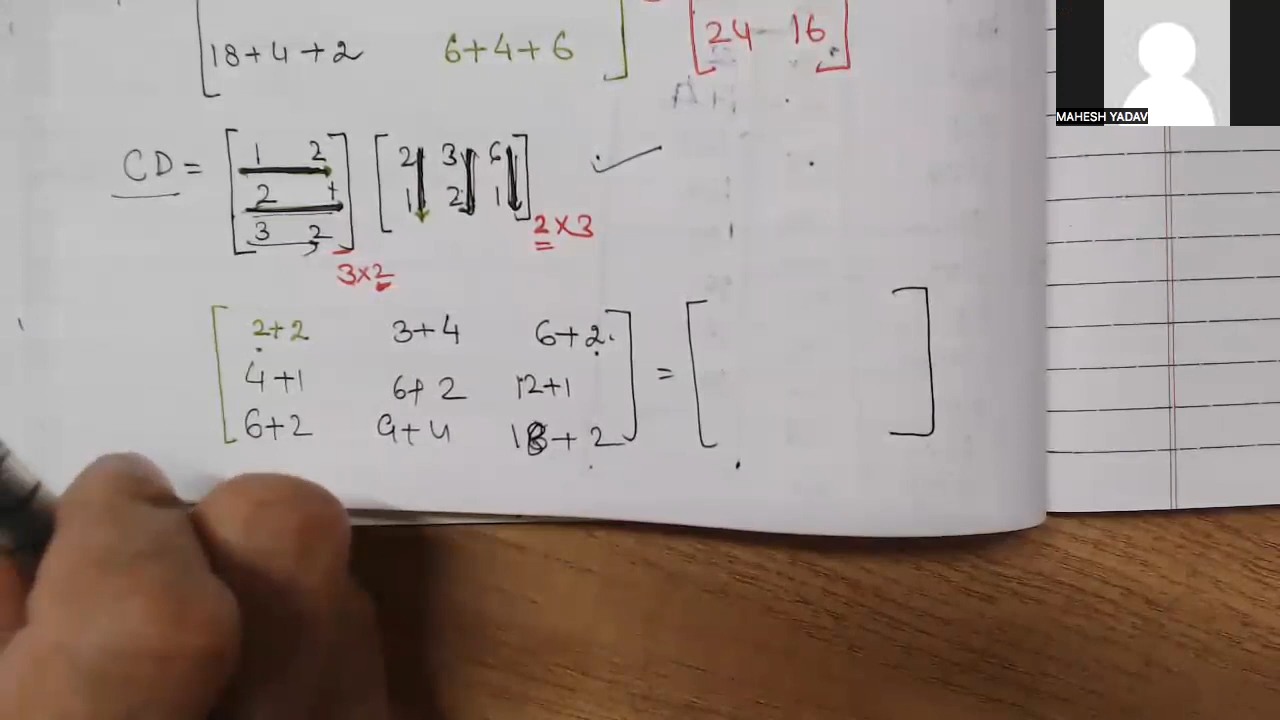 18+4+2 6+4+6 24 16
MAHESH YADAV
CD = [1 2 [2 3 6
2 1 1 2 1]
3 2] 2×3
3×2
[2+2 3+4 6+2
4+1 6+2 12+1 = [ ]
6+2 9+4 18+2]